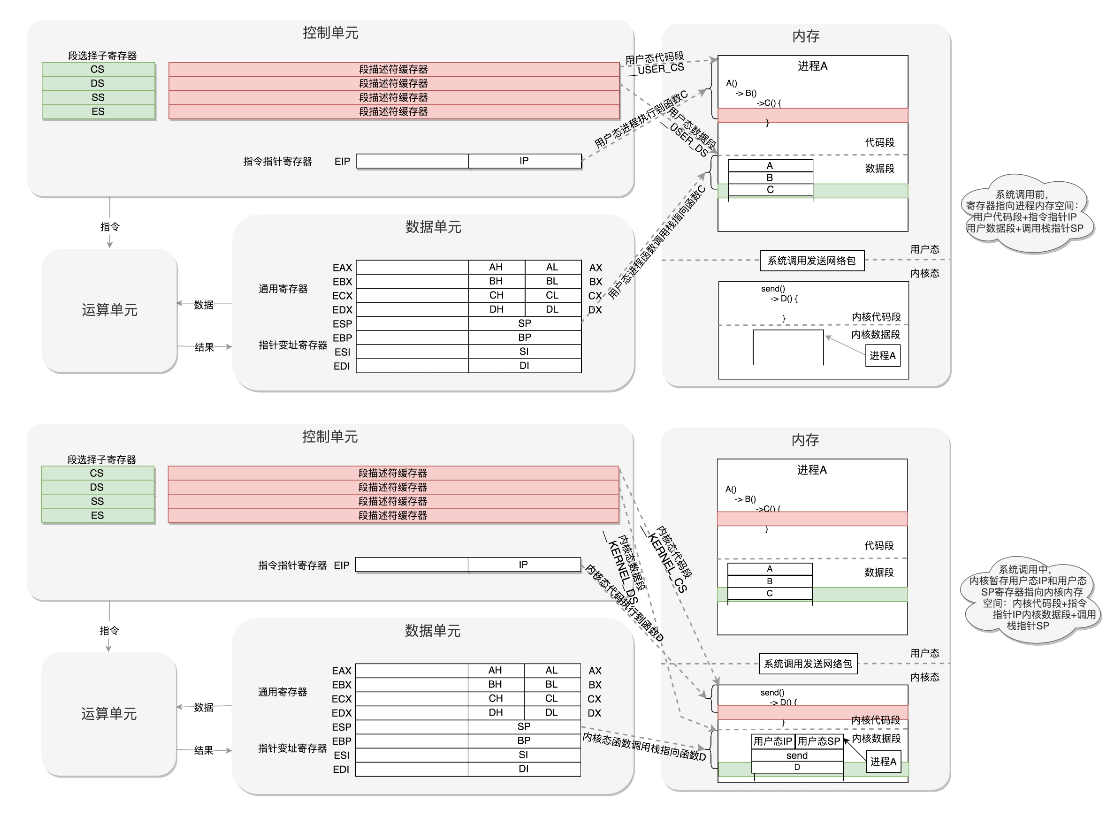 控制单元
段选择子寄存器
CS 段描述符缓存器
DS 段描述符缓存器
SS 段描述符缓存器
ES 段描述符缓存器
指令指针寄存器 EIP IP
用户态代码段
__USER_CS
用户态进程执行到函数C
用户态数据段
__USER_DS
用户态进程函数调用栈指向函数C
内存
进程A
A()
-> B()
->C() {
}
代码段
数据段
A
B
C
系统调用前,
寄存器指向进程内存空间：
用户代码段+指令指针IP
用户数据段+调用栈指针SP
用户态
系统调用发送网络包
内核态
send()
-> D() {
}
内核代码段
内核数据段
进程A
指令
运算单元
数据
结果
数据单元
通用寄存器
EAX AH AL AX
EBX BH BL BX
ECX CH CL CX
EDX DH DL DX
指针变址寄存器
ESP SP
EBP BP
ESI SI
EDI DI
控制单元
段选择子寄存器
CS 段描述符缓存器
DS 段描述符缓存器
SS 段描述符缓存器
ES 段描述符缓存器
指令指针寄存器 EIP IP
内核态代码段
__KERNEL_CS
内核态数据段
__KERNEL_DS
内核态代码执行到函数D
内核态函数调用栈指向函数D
内存
进程A
A()
-> B()
->C() {
}
代码段
数据段
A
B
C
系统调用中,
内核暂存用户态IP和用户态
SP寄存器指向内核内存
空间：内核代码段+指令
指针IP内核数据段+调用
栈指针SP
用户态
系统调用发送网络包
内核态
send()
-> D() {
}
内核代码段
内核数据段
用户态IP 用户态SP
send
D
进程A
指令
运算单元
数据
结果
数据单元
通用寄存器
EAX AH AL AX
EBX BH BL BX
ECX CH CL CX
EDX DH DL DX
指针变址寄存器
ESP SP
EBP BP
ESI SI
EDI DI